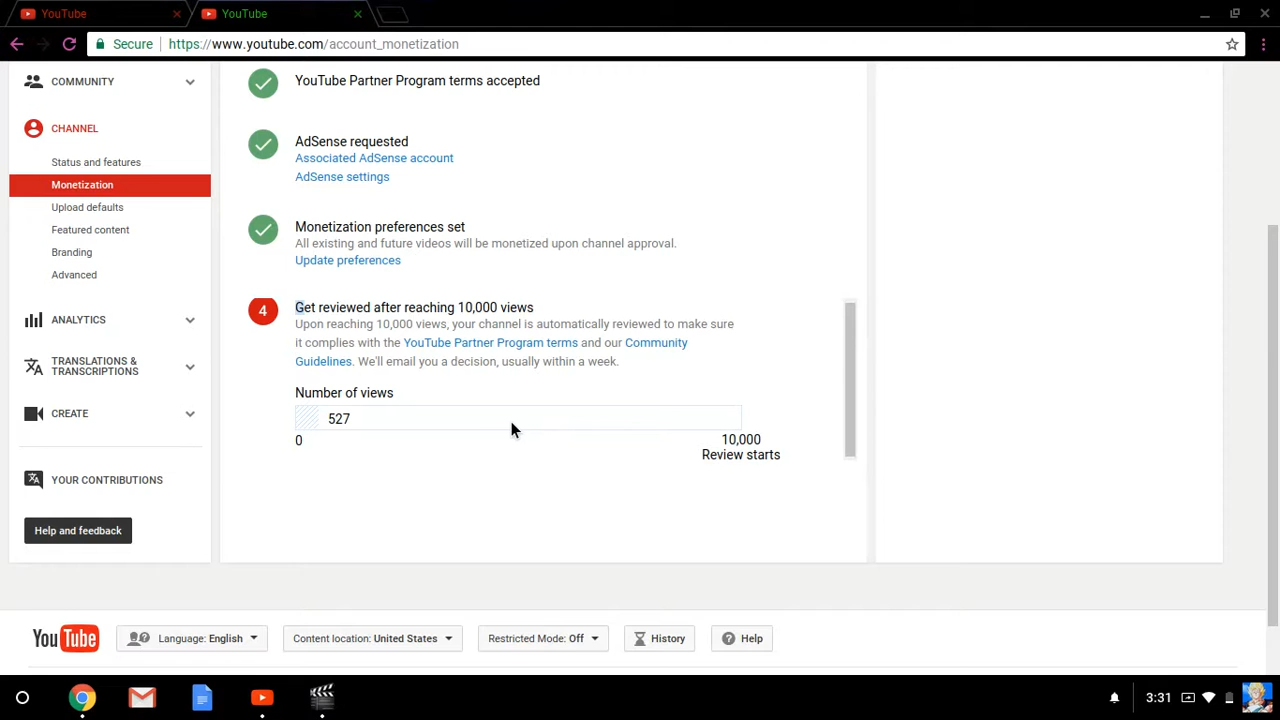 YouTube
YouTube
Secure
https://www.youtube.com/account_monetization
COMMUNITY
CHANNEL
Status and features
Monetization
Upload defaults
Featured content
Branding
Advanced
ANALYTICS
TRANSLATIONS &
TRANSCRIPTIONS
CREATE
YOUR CONTRIBUTIONS
Help and feedback
YouTube Partner Program terms accepted
AdSense requested
Associated AdSense account
AdSense settings
Monetization preferences set
All existing and future videos will be monetized upon channel approval.
Update preferences
4
Get reviewed after reaching 10,000 views
Upon reaching 10,000 views, your channel is automatically reviewed to make sure
it complies with the YouTube Partner Program terms and our Community
Guidelines. We'll email you a decision, usually within a week.
Number of views
527
0
10,000
Review starts
YouTube
Language: English
Content location: United States
Restricted Mode: Off
History
Help
3:31